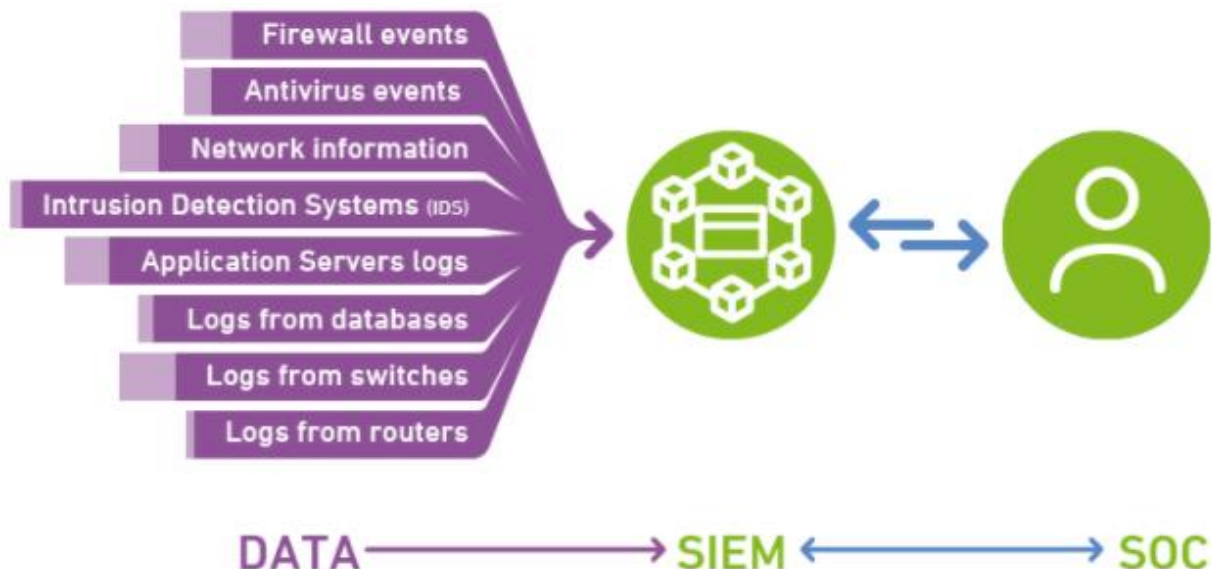 Firewall events
Antivirus events
Network information
Intrusion Detection Systems (IDS)
Application Servers logs
Logs from databases
Logs from switches
Logs from routers
DATA SIEM SOC